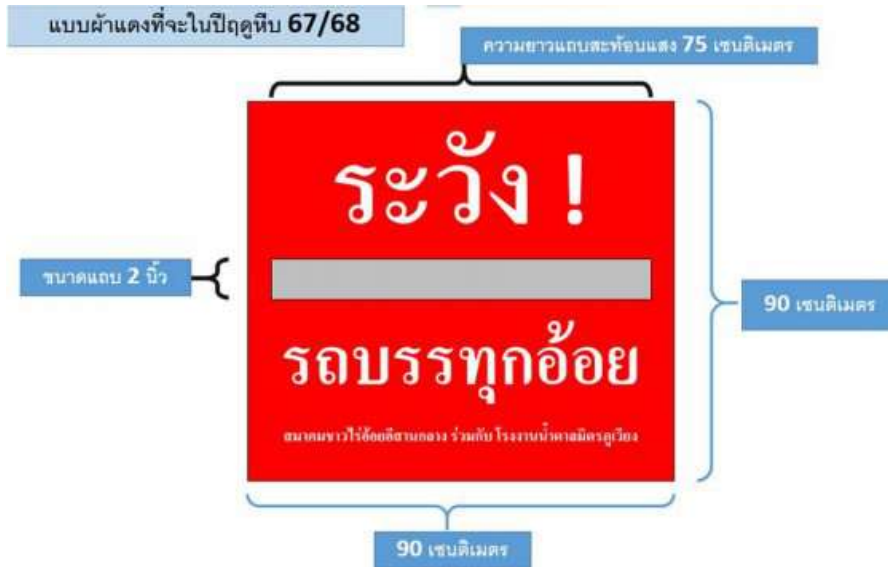 แบบผ้าแดงที่จะในปีฤดูหีบ 67/68
ความยาวแถบสะท้อนแสง 75 เซนติเมตร
ระวัง !
ขนาดแถบ 2 นิ้ว
90 เซนติเมตร
รถบรรทุกอ้อย
สมาคมชาวไร่อ้อยอีสานกลาง ร่วมกับ โรงงานน้ำตาลมิตรภูเวียง
90 เซนติเมตร